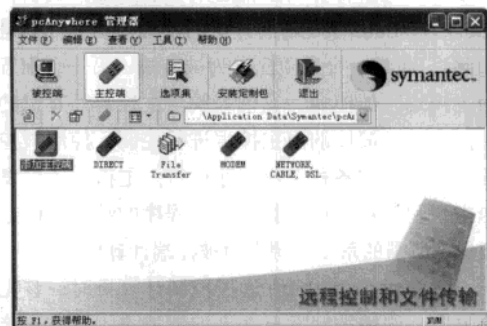 pcAnywhere 管理器
文件(F) 编辑(E) 查看(V) 工具(T) 帮助(H)
被控端 主控端 选项集 安装定制包 退出
symantec.
...\Application Data\Symantec\pcAn
添加主控端 DIRECT File Transfer MODEM NETWORK, CABLE, DSL
远程控制和文件传输
按 F1，获得帮助。 NUM